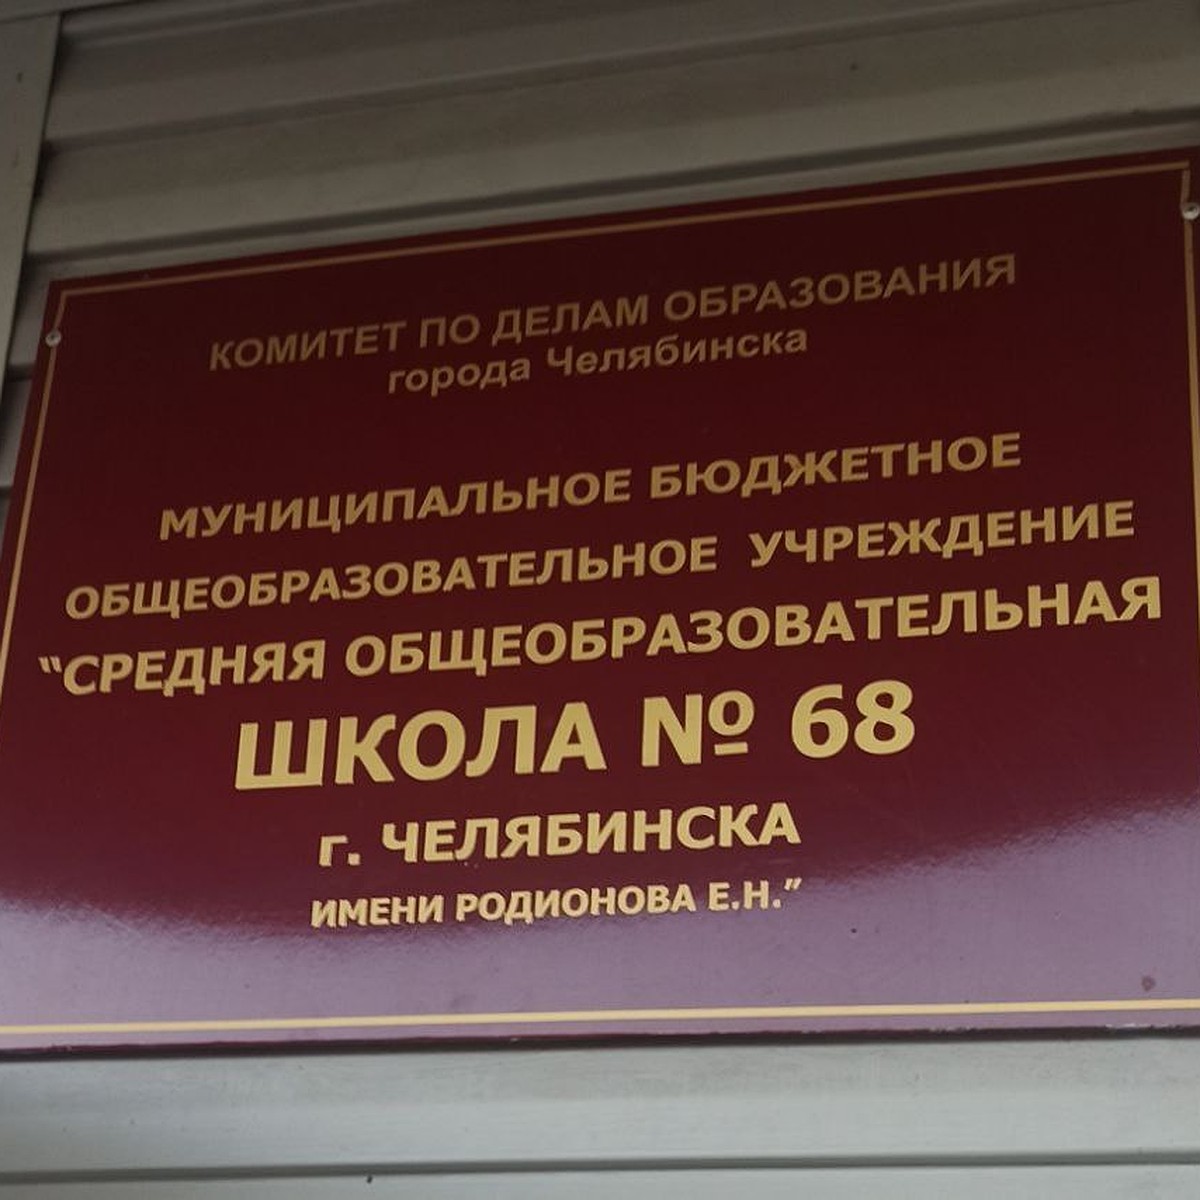 КОМИТЕТ ПО ДЕЛАМ ОБРАЗОВАНИЯ
города Челябинска
МУНИЦИПАЛЬНОЕ БЮДЖЕТНОЕ
ОБЩЕОБРАЗОВАТЕЛЬНОЕ УЧРЕЖДЕНИЕ
"СРЕДНЯЯ ОБЩЕОБРАЗОВАТЕЛЬНАЯ
ШКОЛА № 68
г. ЧЕЛЯБИНСКА
ИМЕНИ РОДИОНОВА Е.Н."